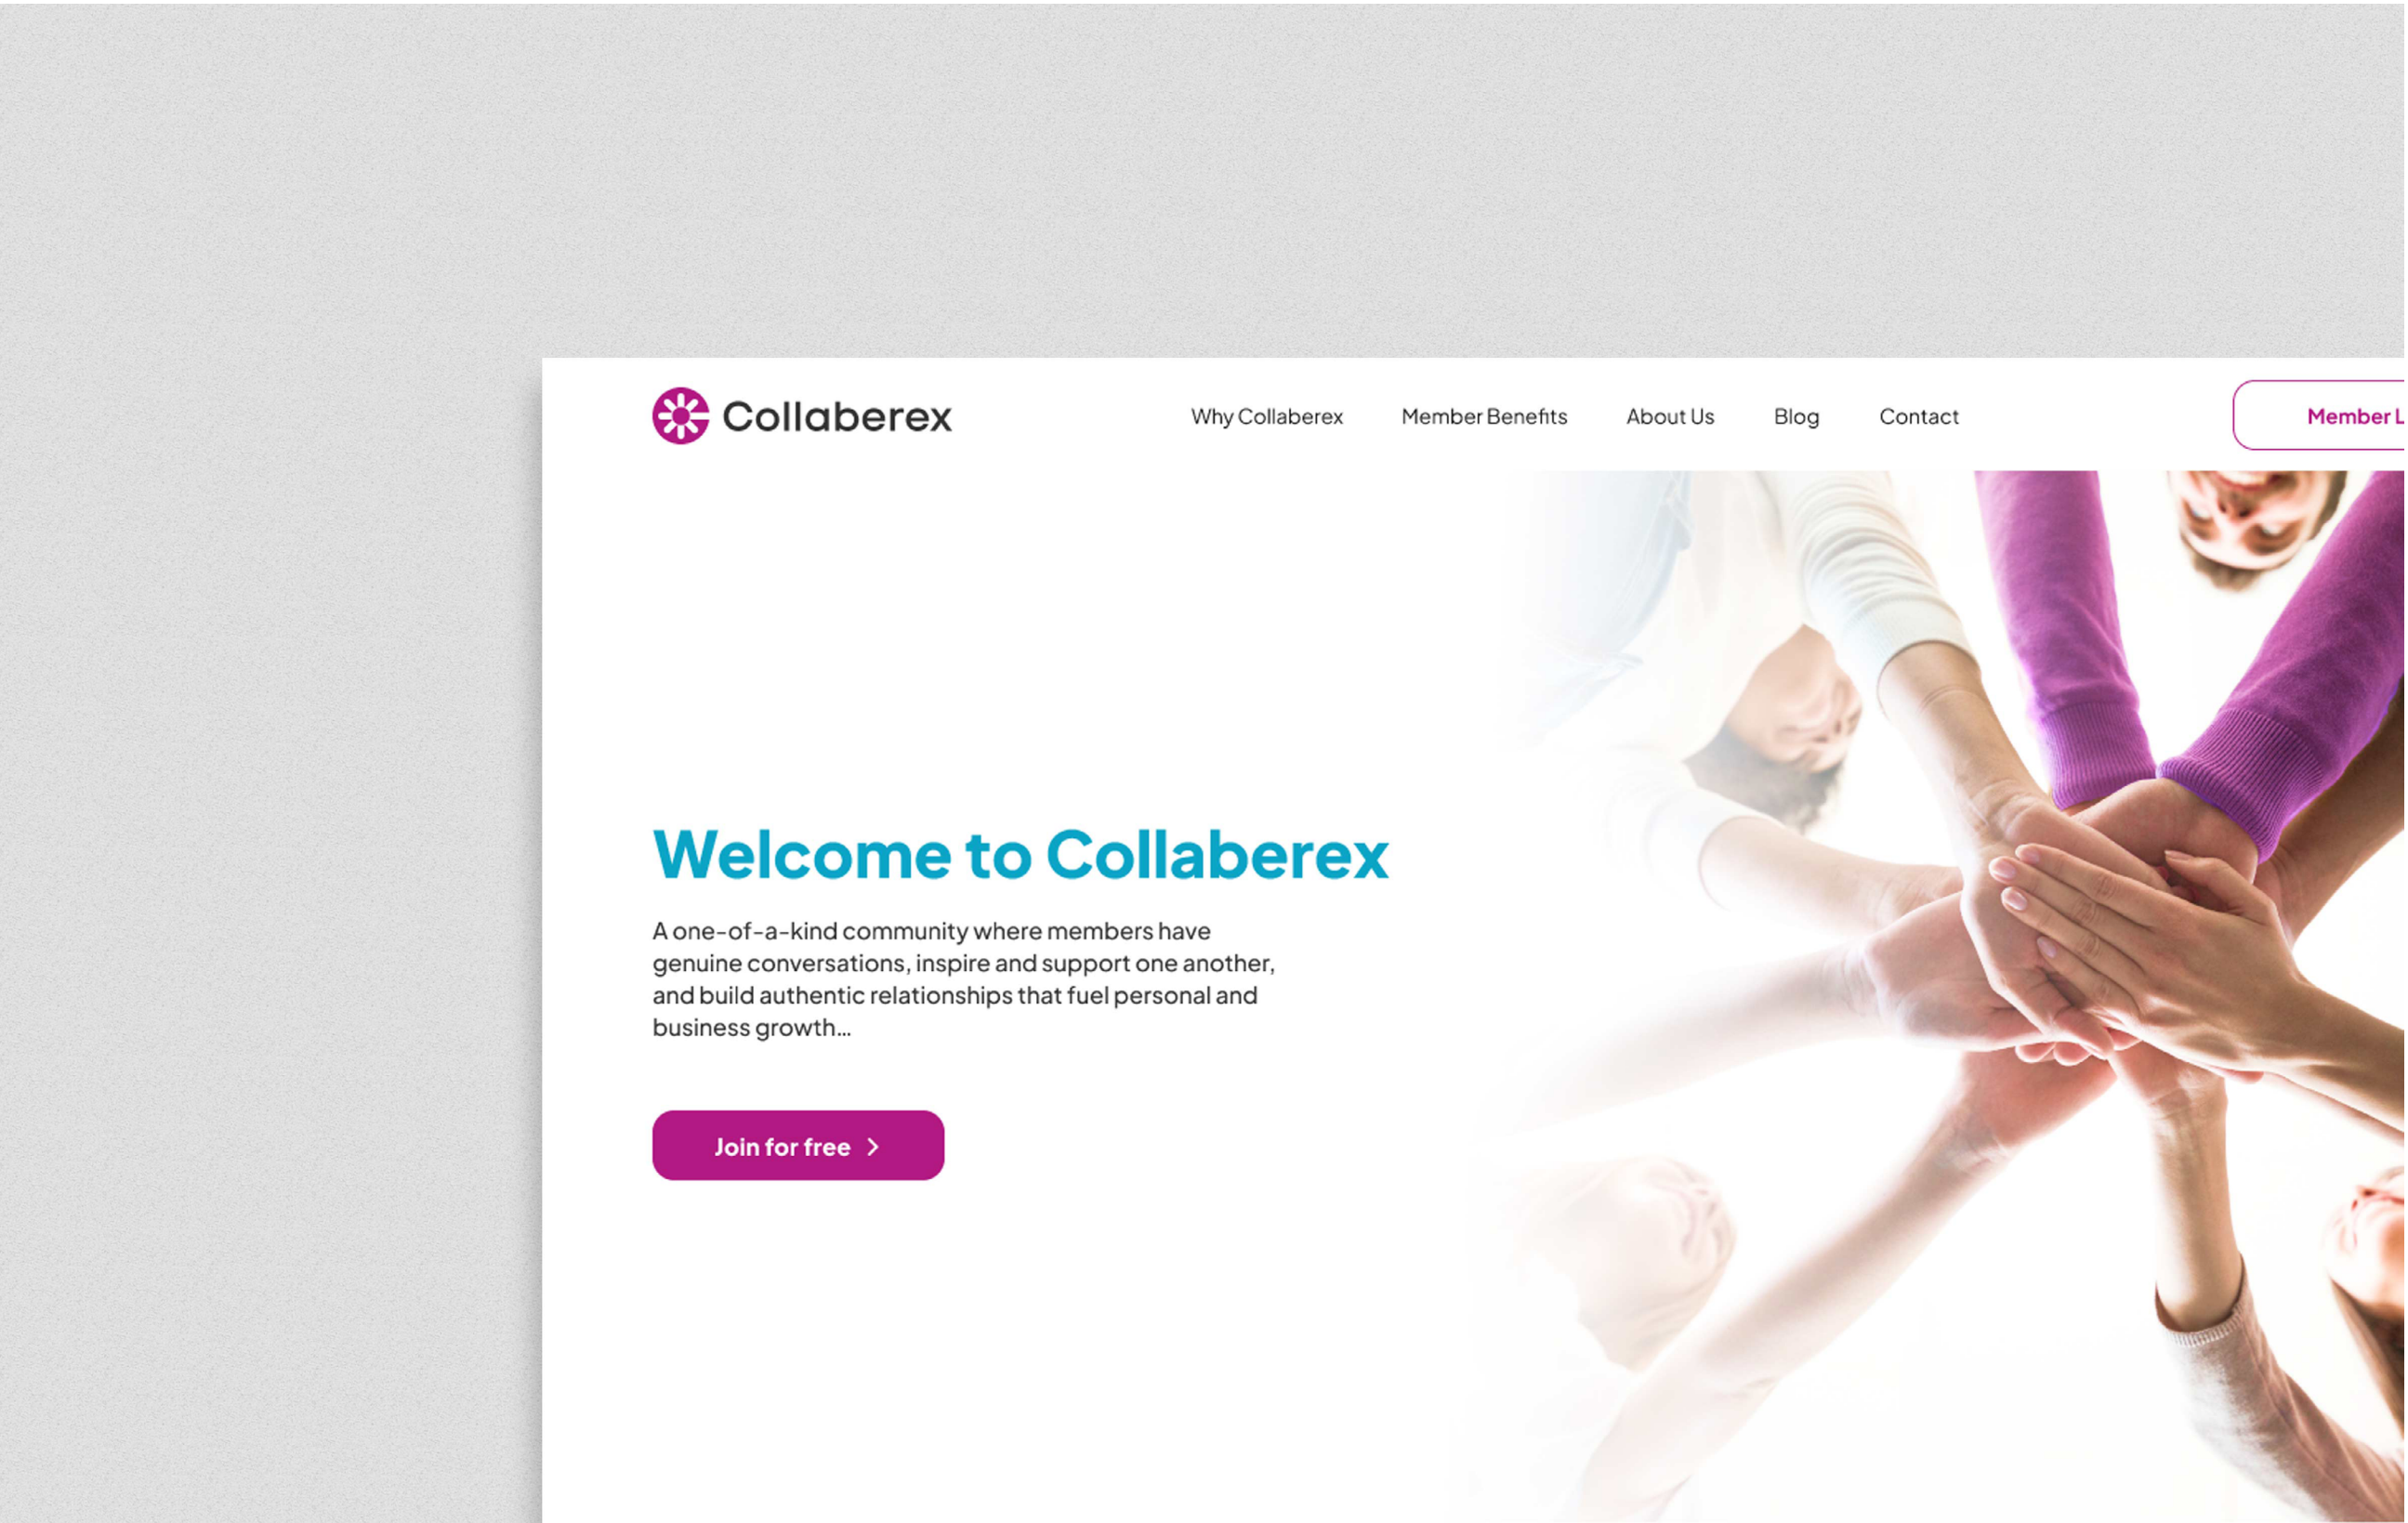 Collaberex
Why Collaberex
Member Benefits
About Us
Blog
Contact
Member L
Welcome to Collaberex
A one-of-a-kind community where members have
genuine conversations, inspire and support one another,
and build authentic relationships that fuel personal and
business growth...
Join for free